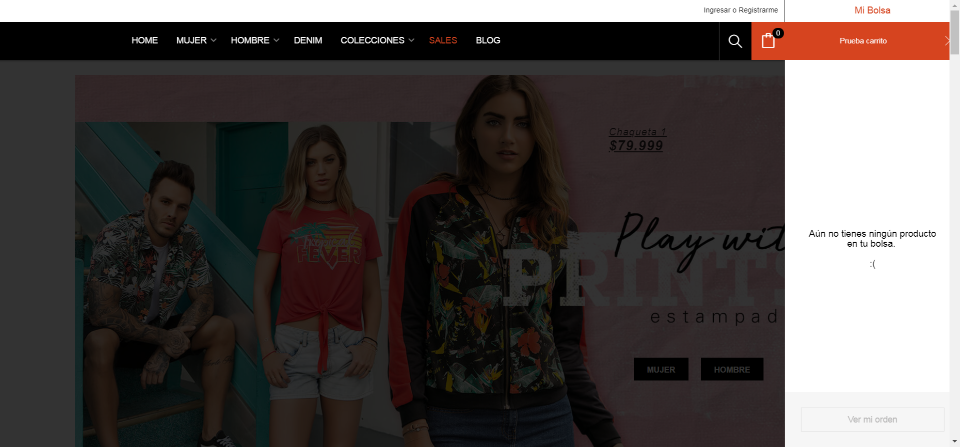 Ingresar o Registrarme
Mi Bolsa
HOME MUJER HOMBRE DENIM COLECCIONES SALES BLOG
0
Prueba carrito
Chaqueta 1
$79.999
Play wit
PRINTS
estampad
FEVER
MUJER HOMBRE
Aún no tienes ningún producto
en tu bolsa.
:(
Ver mi orden